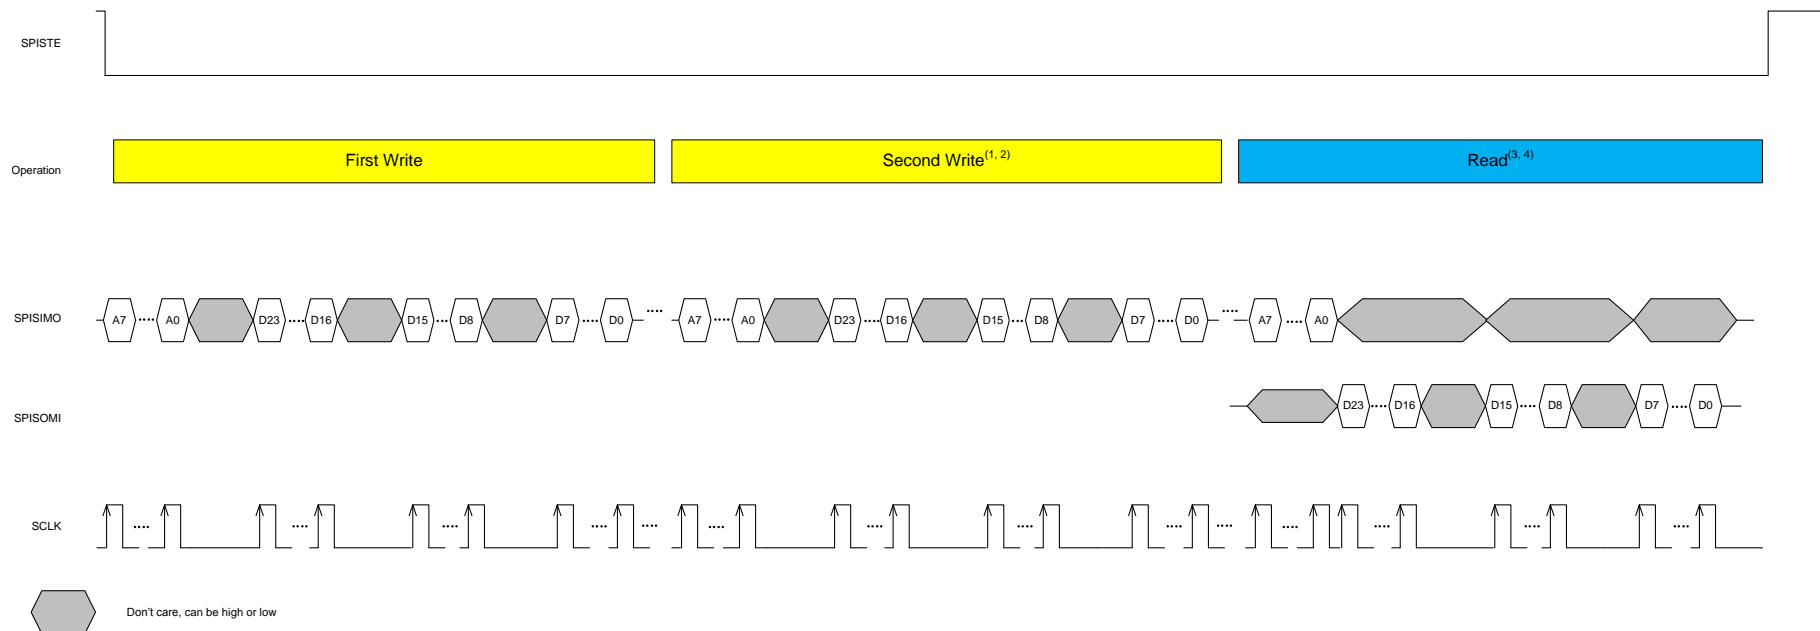 SPISTE
Operation
First Write
Second Write(1, 2)
Read(3, 4)
SPISIMO
A7 .... A0 D23 .... D16 D15 ... D8 D7 .... D0 .... A7 .... A0 D23 .... D16 D15 ... D8 D7 .... D0 .... A7 .... A0
SPISOMI
D23 .... D16 D15 .... D8 D7 .... D0
SCLK
Don't care, can be high or low